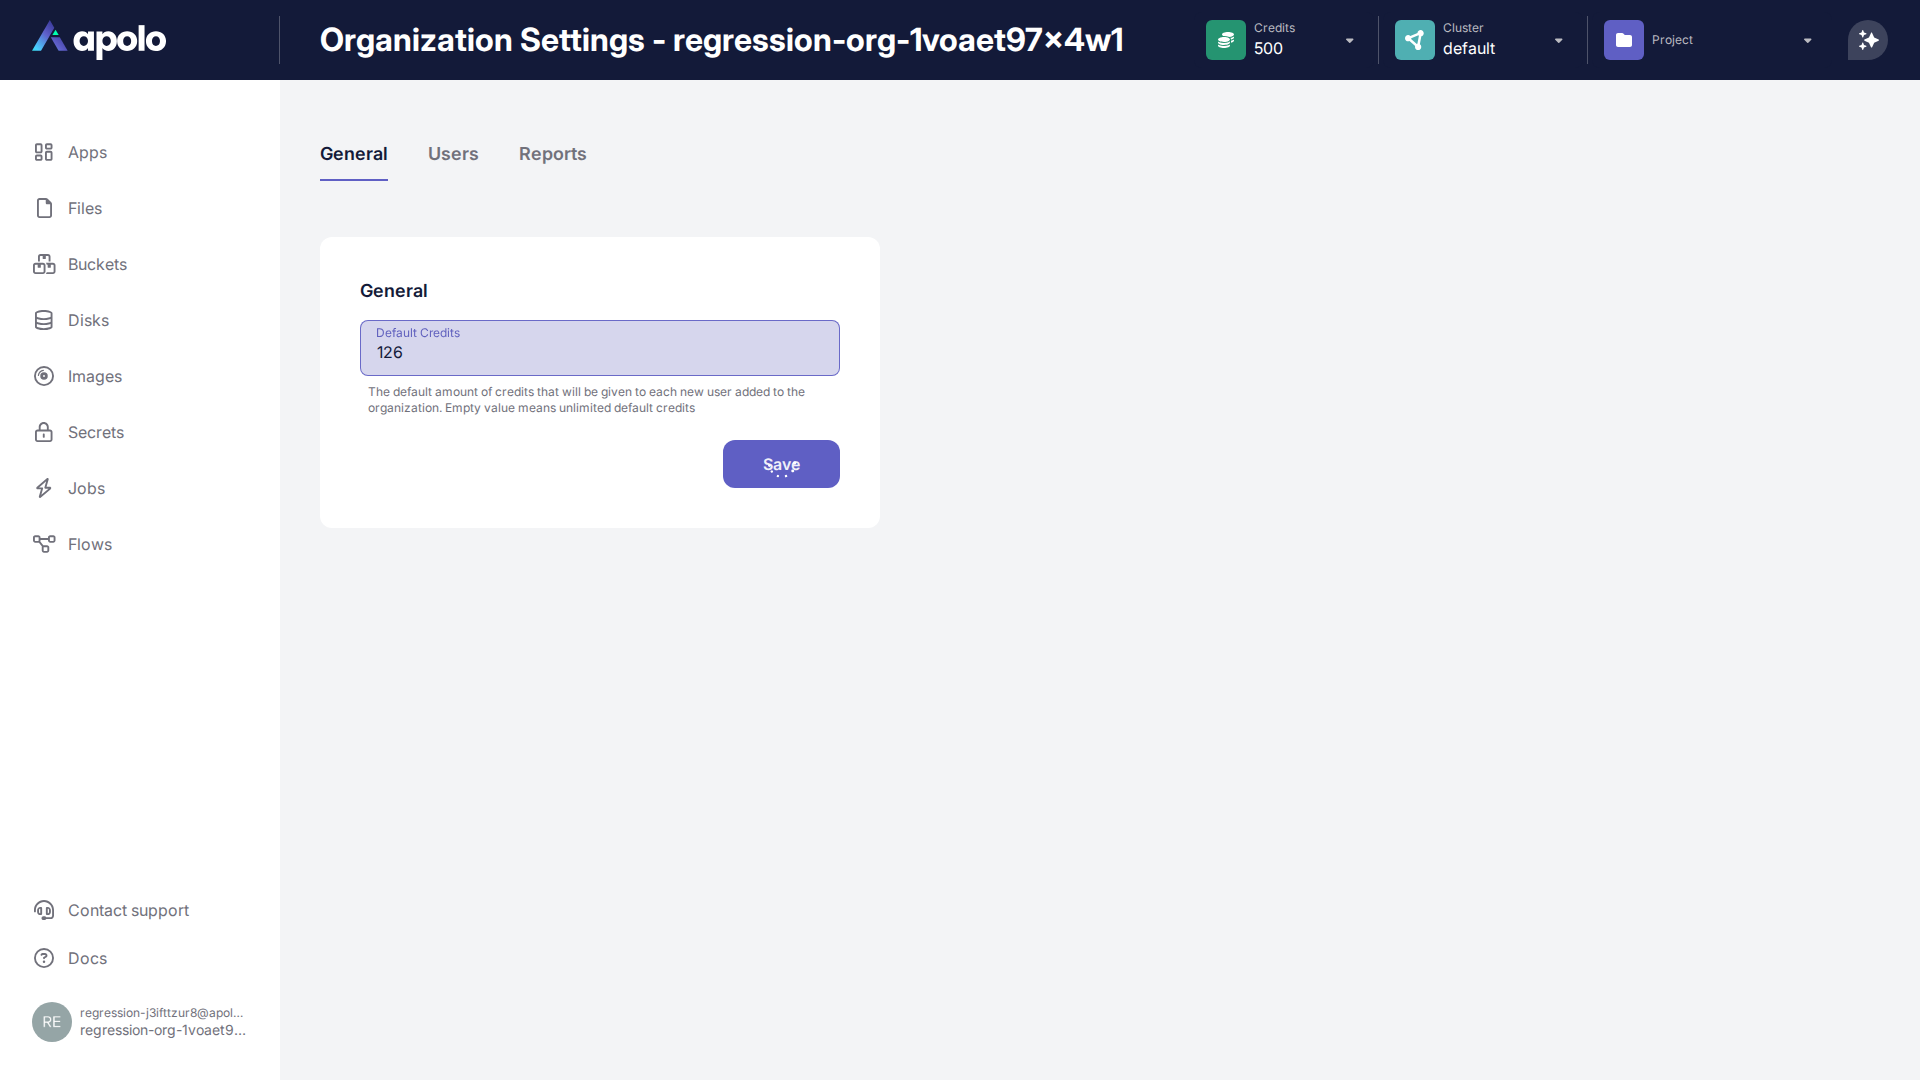 apolo
Organization Settings - regression-org-1voaet97x4w1
Credits
500
Cluster
default
Project
Apps
Files
Buckets
Disks
Images
Secrets
Jobs
Flows
General
Users
Reports
General
Default Credits
126
The default amount of credits that will be given to each new user added to the
organization. Empty value means unlimited default credits
Save
Contact support
Docs
RE
regression-j3ifttzur8@apol...
regression-org-1voaet9...